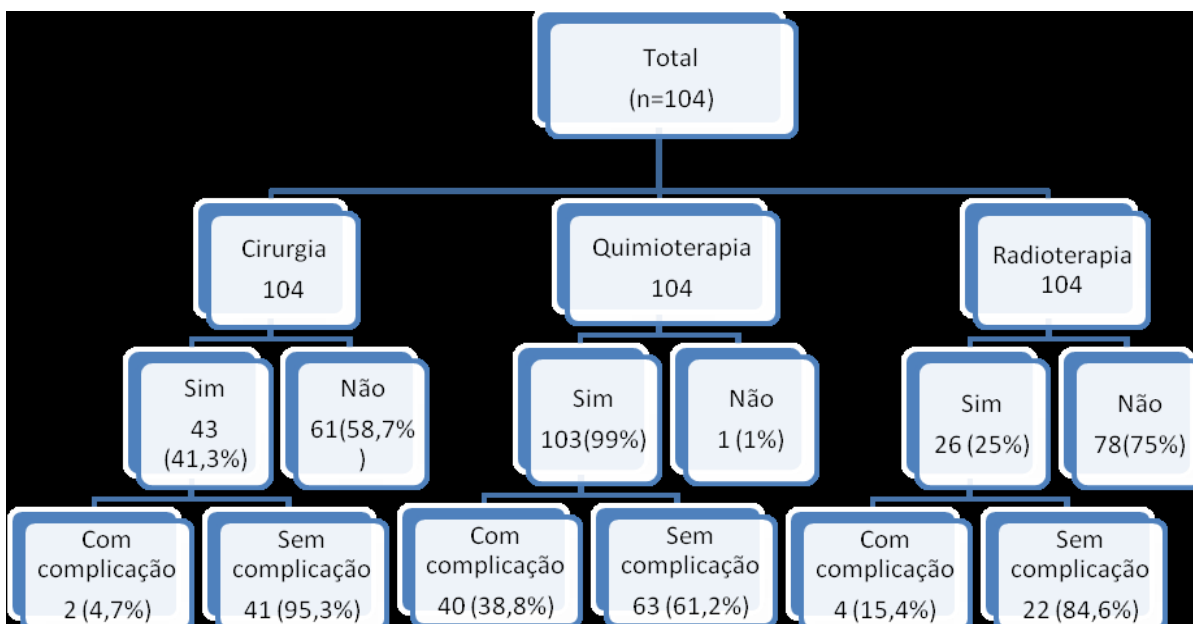 Total
(n=104)
Cirurgia
104
Quimioterapia
104
Radioterapia
104
Sim
43
(41,3%)
Não
61(58,7%
)
Sim
103(99%)
Não
1 (1%)
Sim
26 (25%)
Não
78(75%)
Com
complicação
2 (4,7%)
Sem
complicação
41 (95,3%)
Com
complicação
40 (38,8%)
Sem
complicação
63 (61,2%)
Com
complicação
4 (15,4%)
Sem
complicação
22 (84,6%)